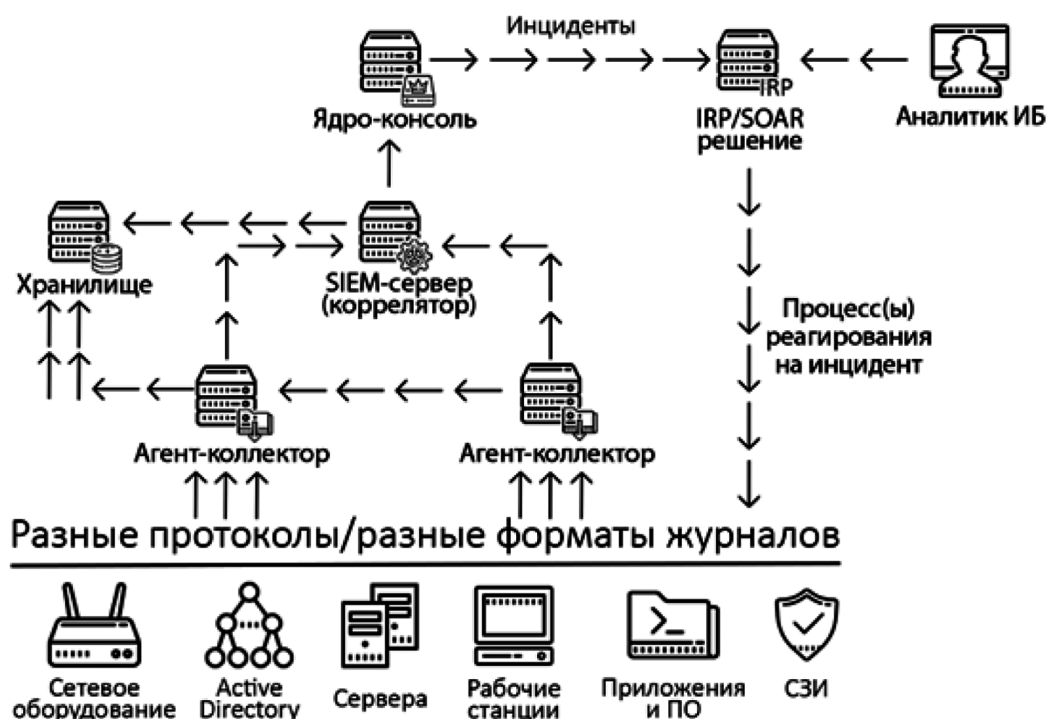 Инциденты
IRP
Ядро-консоль
IRP/SOAR
решение
Аналитик ИБ
Хранилище
SIEM-сервер
(коррелятор)
Процесс(ы)
реагирования
на инцидент
Агент-коллектор
Агент-коллектор
Разные протоколы/разные форматы журналов
Сетевое
оборудование
Active
Directory
Сервера
Рабочие
станции
Приложения
и ПО
СЗИ